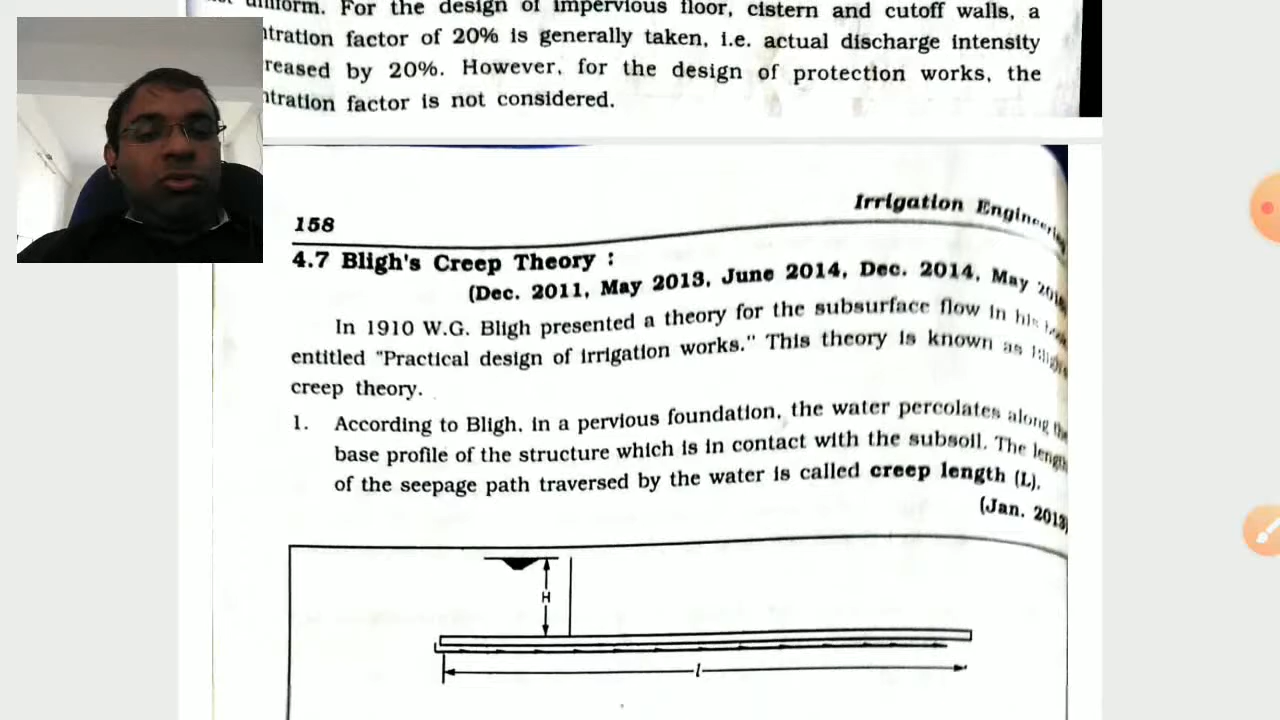 uniform. For the design of impervious floor, cistern and cutoff walls, a
ntration factor of 20% is generally taken, i.e. actual discharge intensity
reased by 20%. However, for the design of protection works, the
ntration factor is not considered.
158
Irrigation Engineering
4.7 Bligh's Creep Theory :
(Dec. 2011, May 2013, June 2014, Dec. 2014, May
In 1910 W.G. Bligh presented a theory for the subsurface flow in his
entitled "Practical design of irrigation works." This theory is known as
creep theory.
1. According to Bligh, in a pervious foundation, the water percolates along the
base profile of the structure which is in contact with the subsoil. The length
of the seepage path traversed by the water is called creep length (L).
(Jan. 2013)
H
l